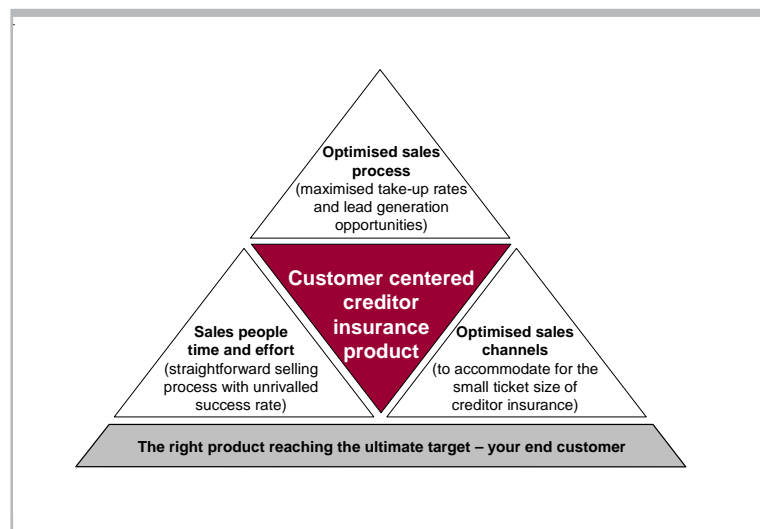 Optimised sales
process
(maximised take-up rates
and lead generation
opportunities)
Customer centered
creditor
insurance
product
Sales people
time and effort
(straightforward selling
process with unrivalled
success rate)
Optimised sales
channels
(to accommodate for the
small ticket size of
creditor insurance)
The right product reaching the ultimate target – your end customer